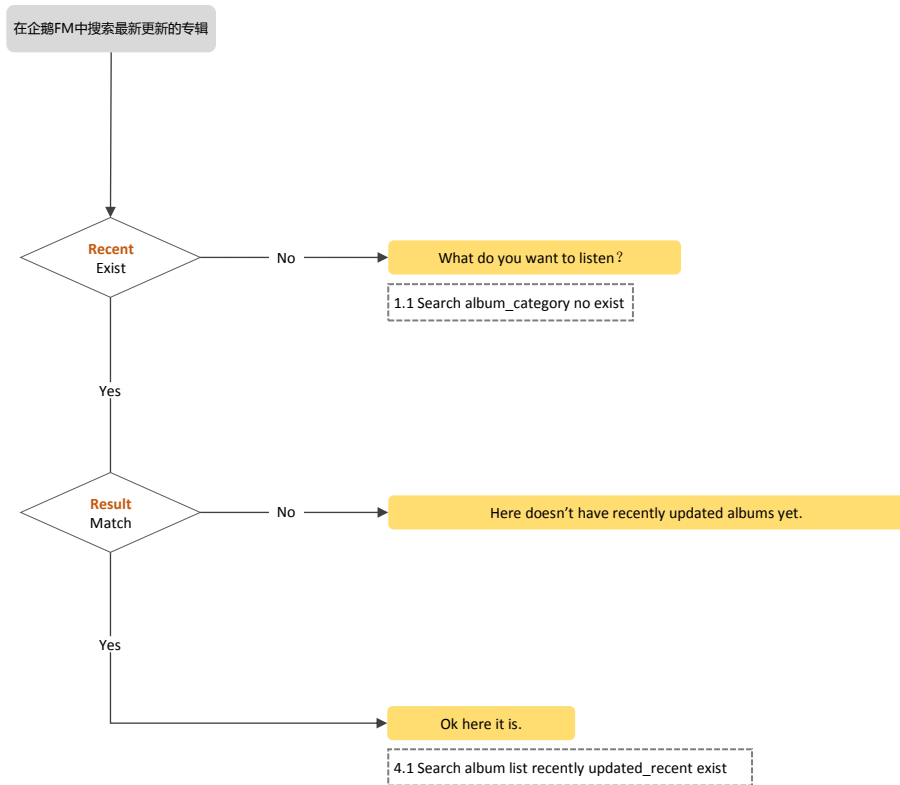 在企鹅FM中搜索最新更新的专辑
Recent
Exist
No
What do you want to listen？
1.1 Search album_category no exist
Yes
Result
Match
No
Here doesn’t have recently updated albums yet.
Yes
Ok here it is.
4.1 Search album list recently updated_recent exist